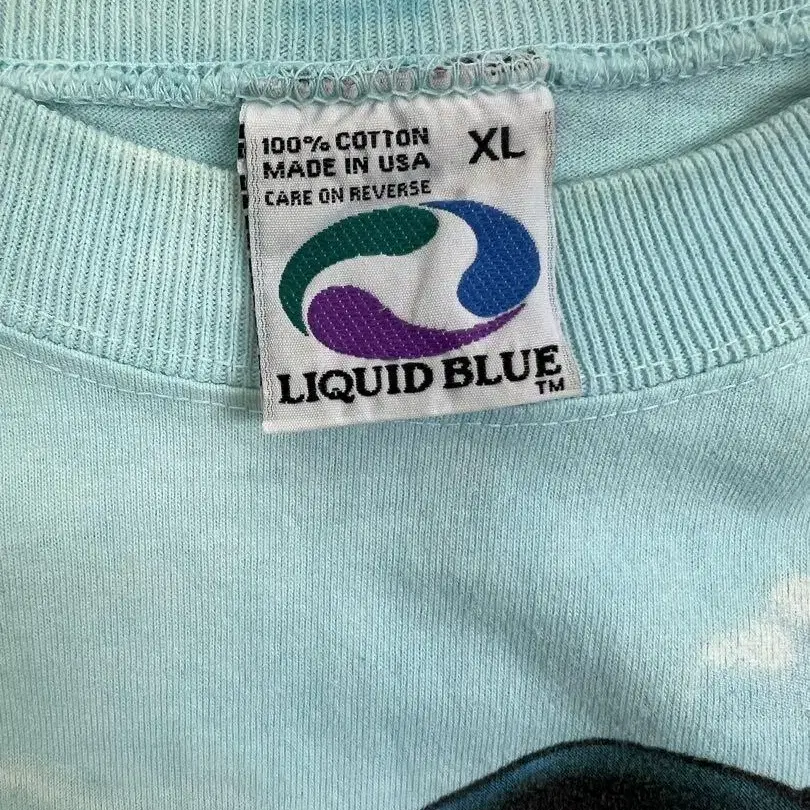 100% COTTON
MADE IN USA
XL
CARE ON REVERSE
LIQUID BLUE
TM